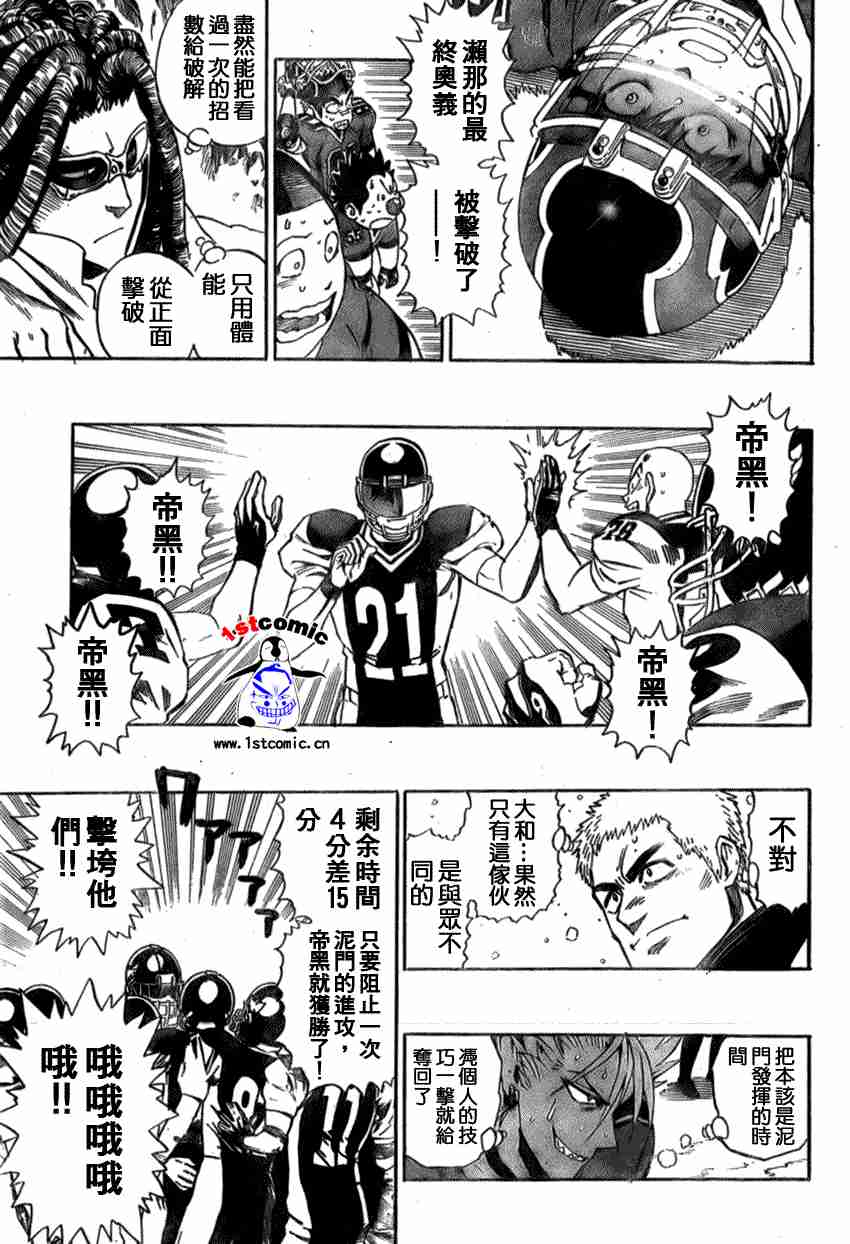 瀨那的最
終奧義
被擊破了
——！
盡然能把看
過一次的招
數給破解
只用體
能
從正面
擊破
帝黑！
28
21
帝黑!!
帝黑！
帝黑!!
1stcomic
www.1stcomic.cn
不對
大和…果然
只有這傢伙
是與眾不
同的
把本該是泥
門發揮的時
間
憑個人的技
巧一擊就給
奪回了
剩余時間
4分差15
分
只要阻止一次
泥門的進攻，
帝黑就獲勝了！
ワァァァ
擊垮他
們!!
哦哦哦哦
哦!!